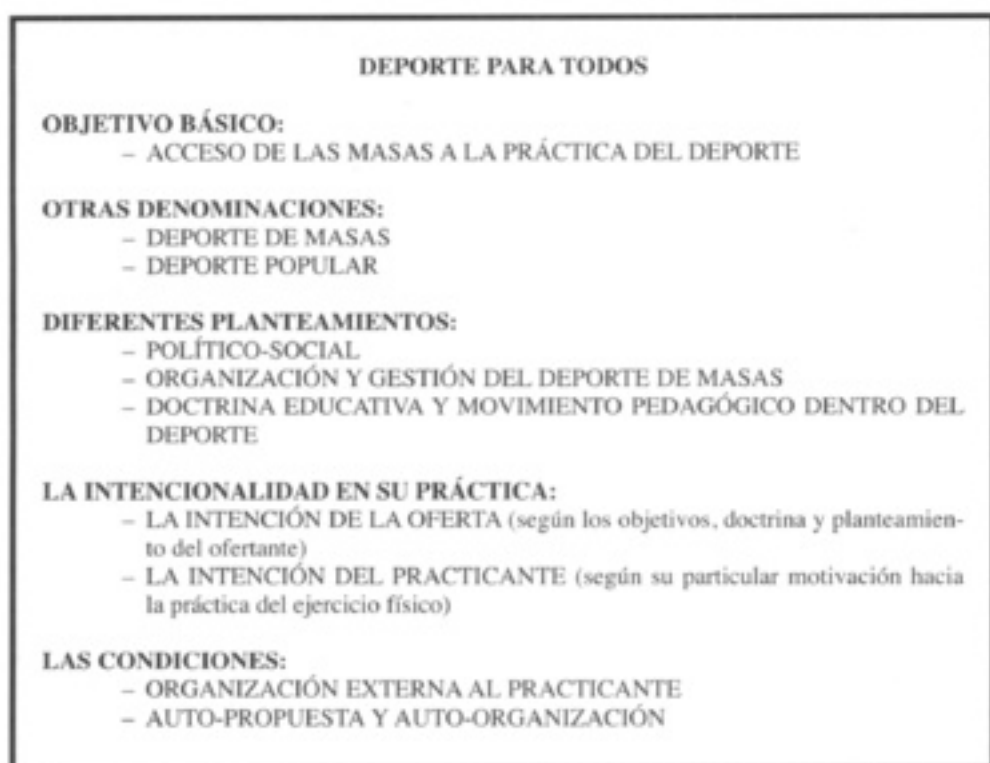 DEPORTE PARA TODOS
OBJETIVO BÁSICO:
– ACCESO DE LAS MASAS A LA PRÁCTICA DEL DEPORTE
OTRAS DENOMINACIONES:
– DEPORTE DE MASAS
– DEPORTE POPULAR
DIFERENTES PLANTEAMIENTOS:
– POLÍTICO-SOCIAL
– ORGANIZACIÓN Y GESTIÓN DEL DEPORTE DE MASAS
– DOCTRINA EDUCATIVA Y MOVIMIENTO PEDAGÓGICO DENTRO DEL
DEPORTE
LA INTENCIONALIDAD EN SU PRÁCTICA:
– LA INTENCIÓN DE LA OFERTA (según los objetivos, doctrina y planteamien-
to del ofertante)
– LA INTENCIÓN DEL PRACTICANTE (según su particular motivación hacia
la práctica del ejercicio físico)
LAS CONDICIONES:
– ORGANIZACIÓN EXTERNA AL PRACTICANTE
– AUTO-PROPUESTA Y AUTO-ORGANIZACIÓN